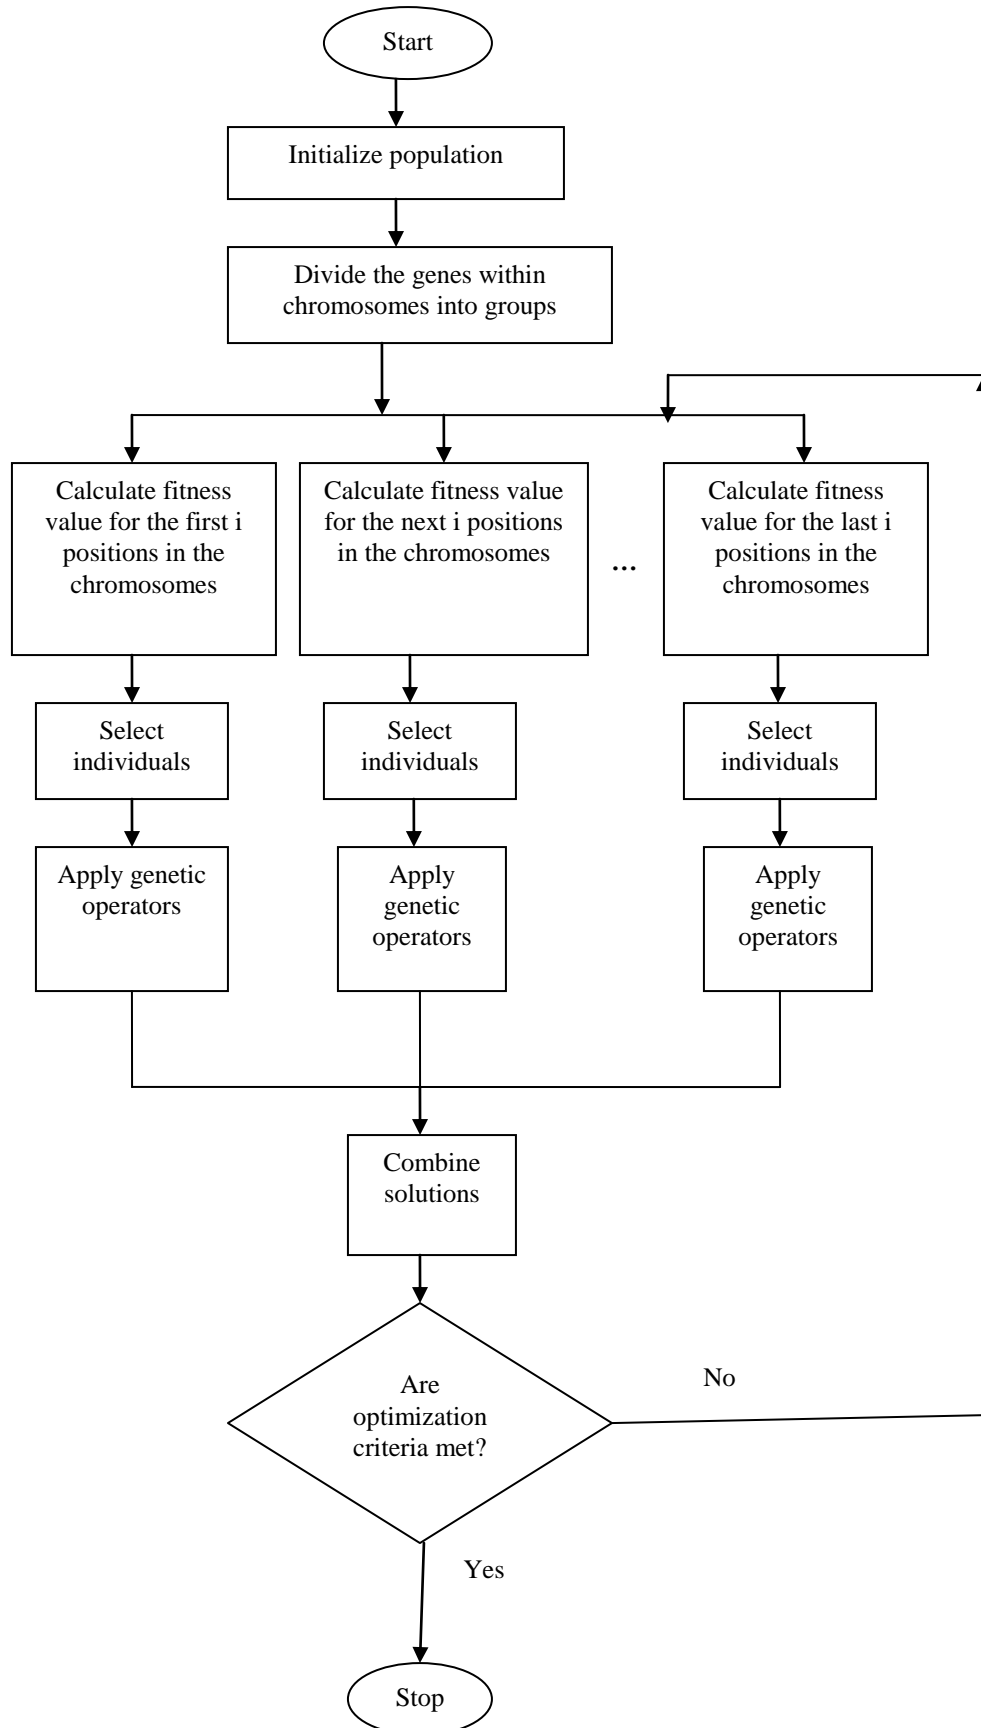 Start
Initialize population
Divide the genes within
chromosomes into groups
Calculate fitness
value for the first i
positions in the
chromosomes
Calculate fitness value
for the next i positions
in the chromosomes
...
Calculate fitness
value for the last i
positions in the
chromosomes
Select
individuals
Select
individuals
Select
individuals
Apply genetic
operators
Apply
genetic
operators
Apply
genetic
operators
Combine
solutions
Are
optimization
criteria met?
No
Yes
Stop